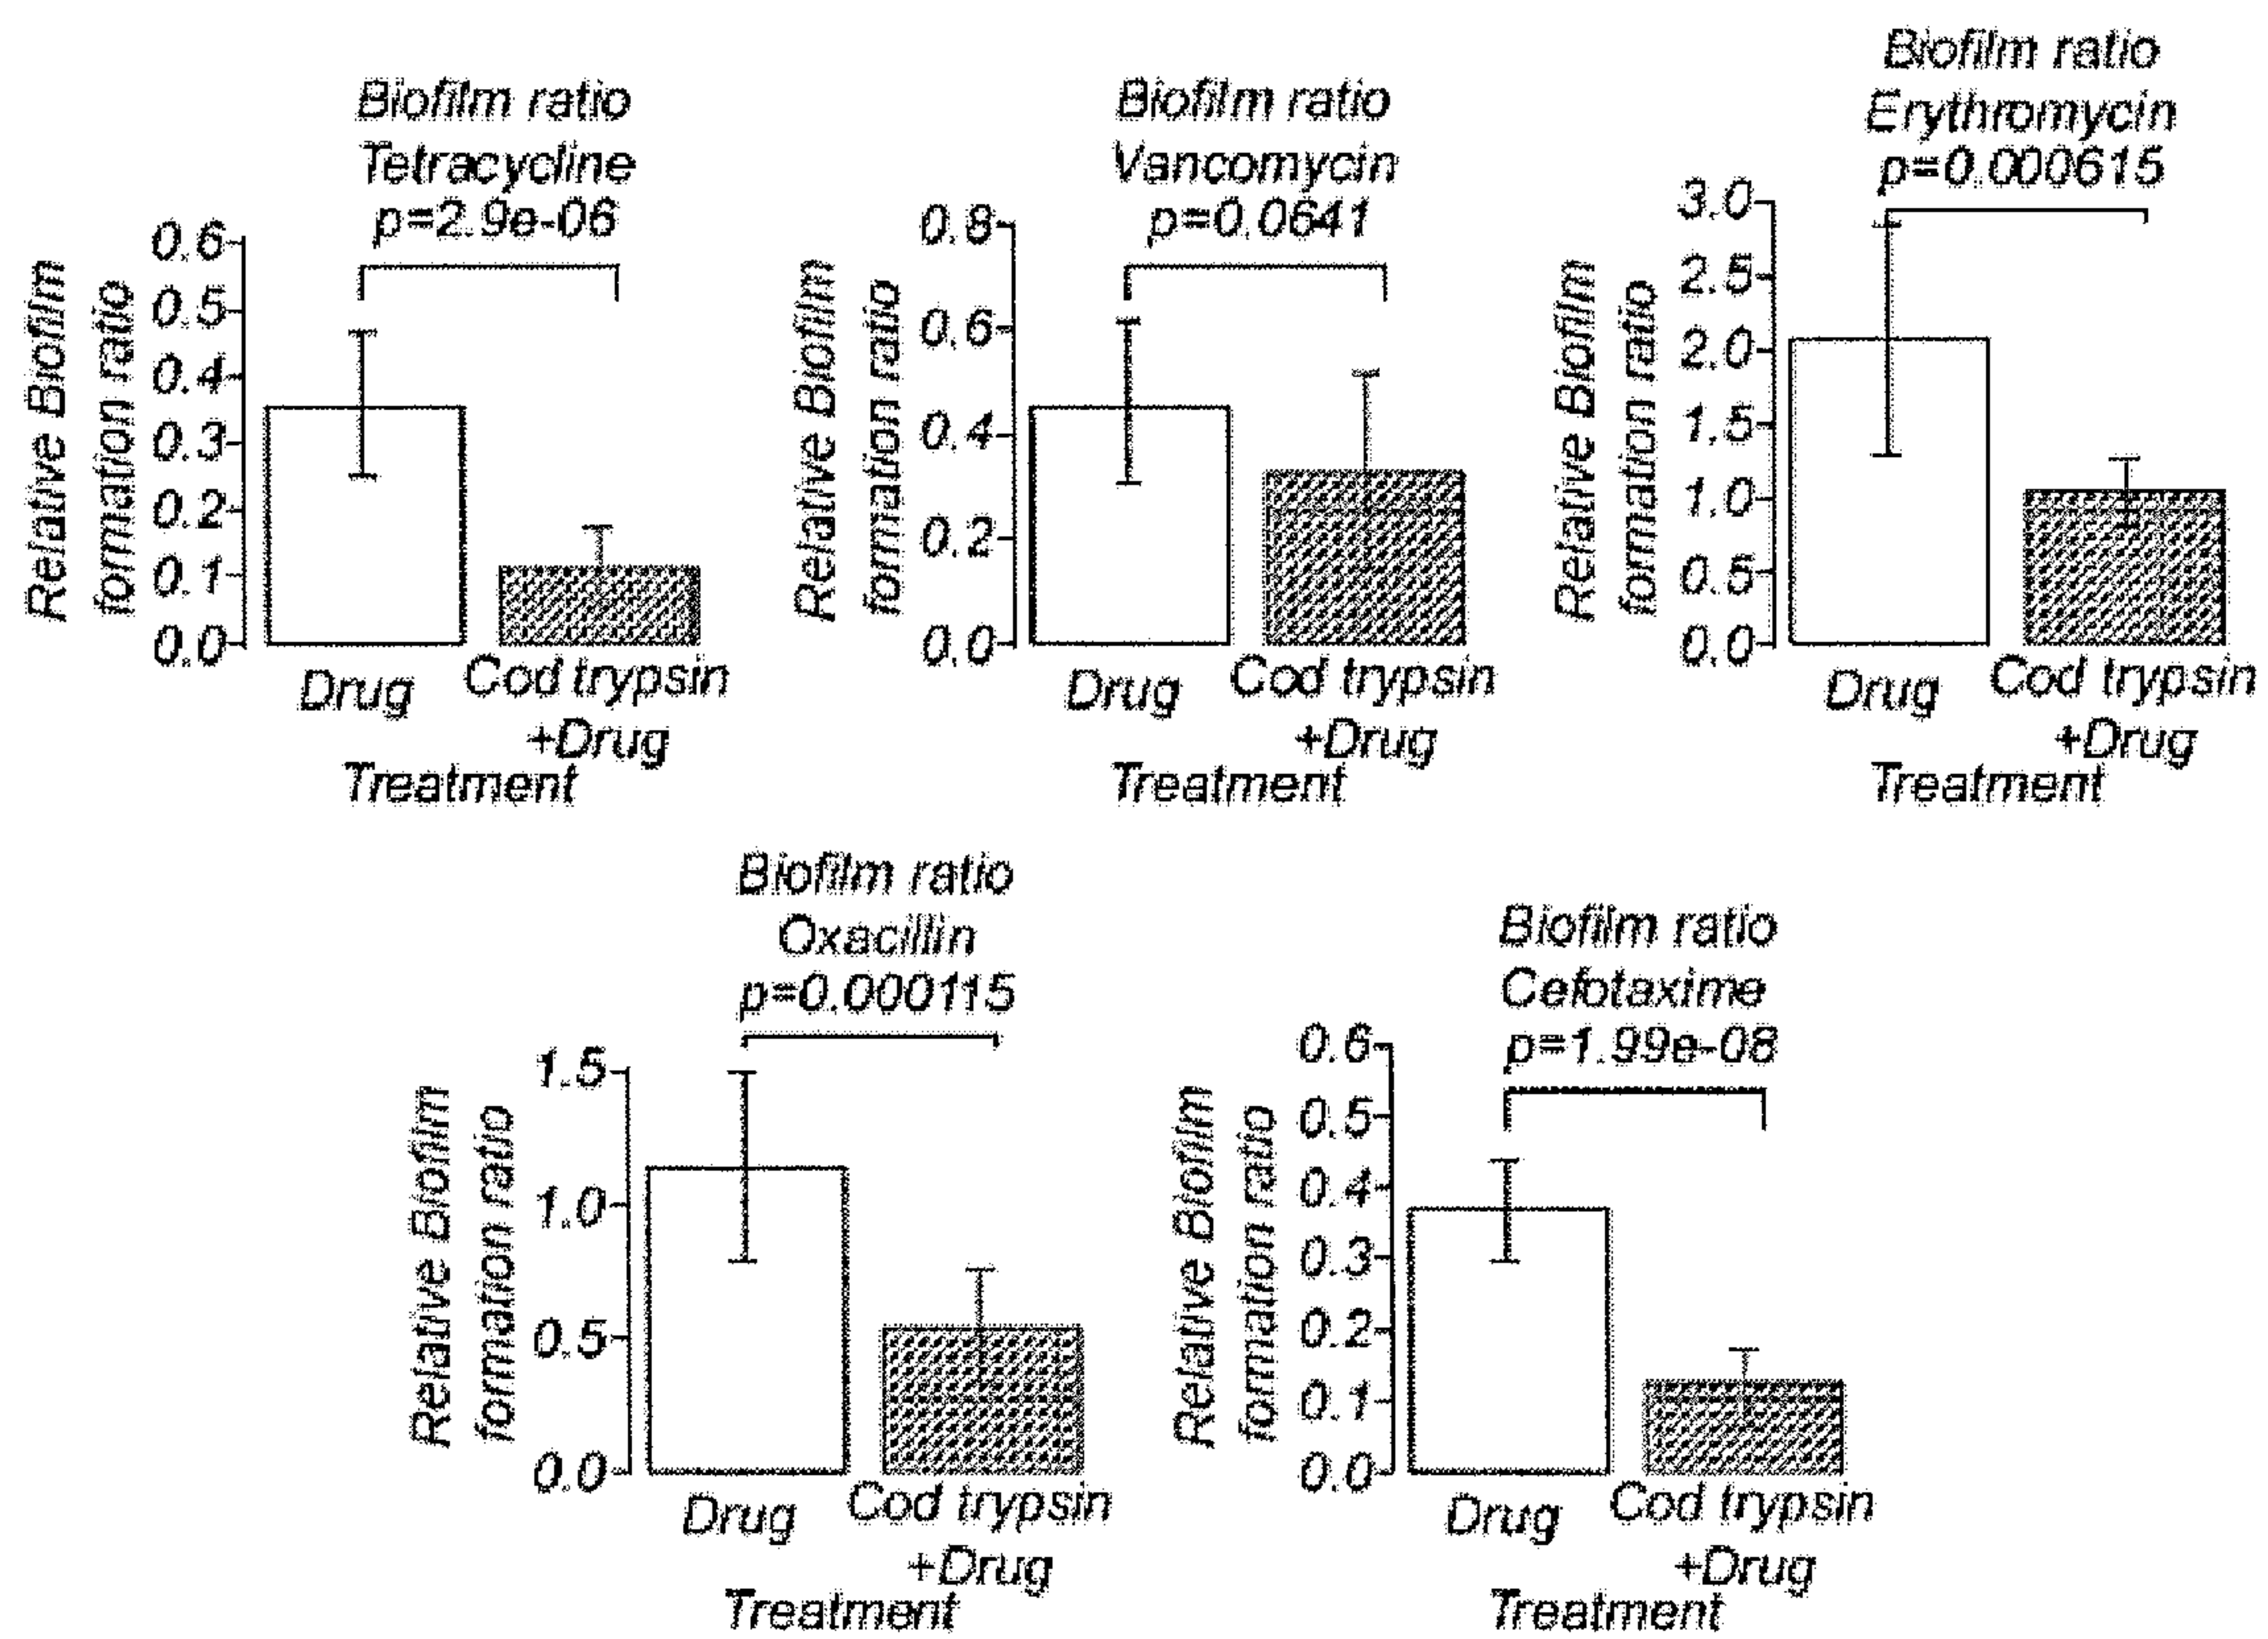 Biofilm ratio
Tetracycline
p=2.9e-06
Relative Biofilm
formation ratio
0.6
0.5
0.4
0.3
0.2
0.1
0.0
Drug
Cod trypsin
+Drug
Treatment
Biofilm ratio
Vancomycin
p=0.0641
Relative Biofilm
formation ratio
0.8
0.6
0.4
0.2
0.0
Drug
Cod trypsin
+Drug
Treatment
Biofilm ratio
Erythromycin
p=0.000615
Relative Biofilm
formation ratio
3.0
2.5
2.0
1.5
1.0
0.5
0.0
Drug
Cod trypsin
+Drug
Treatment
Biofilm ratio
Oxacillin
p=0.000115
Relative Biofilm
formation ratio
1.5
1.0
0.5
0.0
Drug
Cod trypsin
+Drug
Treatment
Biofilm ratio
Cefotaxime
p=1.99e-08
Relative Biofilm
formation ratio
0.6
0.5
0.4
0.3
0.2
0.1
0.0
Drug
Cod trypsin
+Drug
Treatment